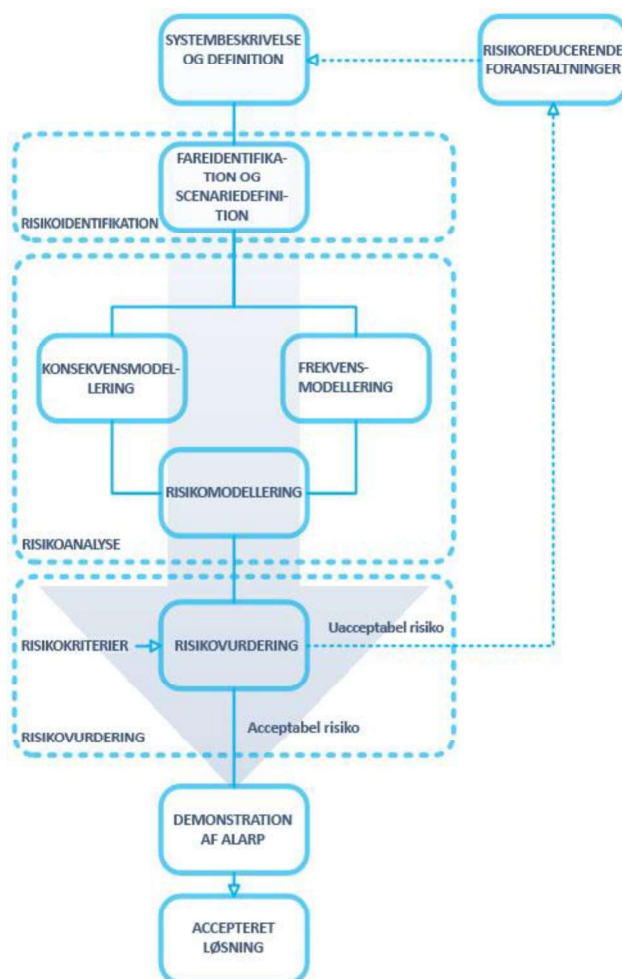 SYSTEMBESKRIVELSE
OG DEFINITION
RISIKOREDUCERENDE
FORANSTALTNINGER
FAREIDENTIFIKA-
TION OG
SCENARIEDEFINI-
TION
RISIKOIDENTIFIKATION
KONSEKVENSMODEL-
LERING
FREKVENS-
MODELLERING
RISIKOMODELLERING
RISIKOANALYSE
RISIKOKRITERIER
RISIKOVURDERING
Uacceptabel risiko
Acceptabel risiko
RISIKOVURDERING
DEMONSTRATION
AF ALARP
ACCEPTERET
LØSNING